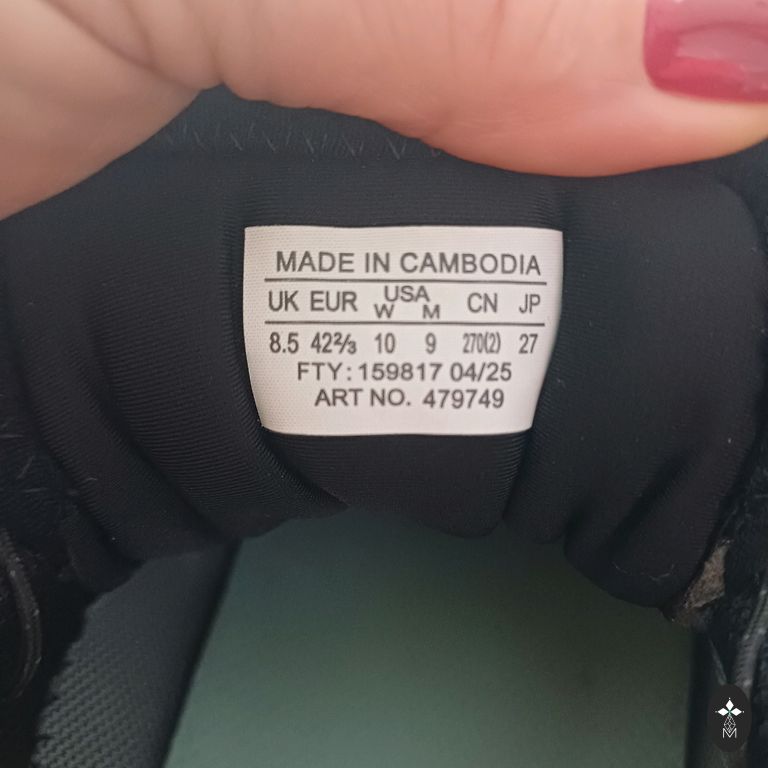 MADE IN CAMBODIA
UK EUR USA W M CN JP
8.5 42⅔ 10 9 270(2) 27
FTY: 159817 04/25
ART NO. 479749
M